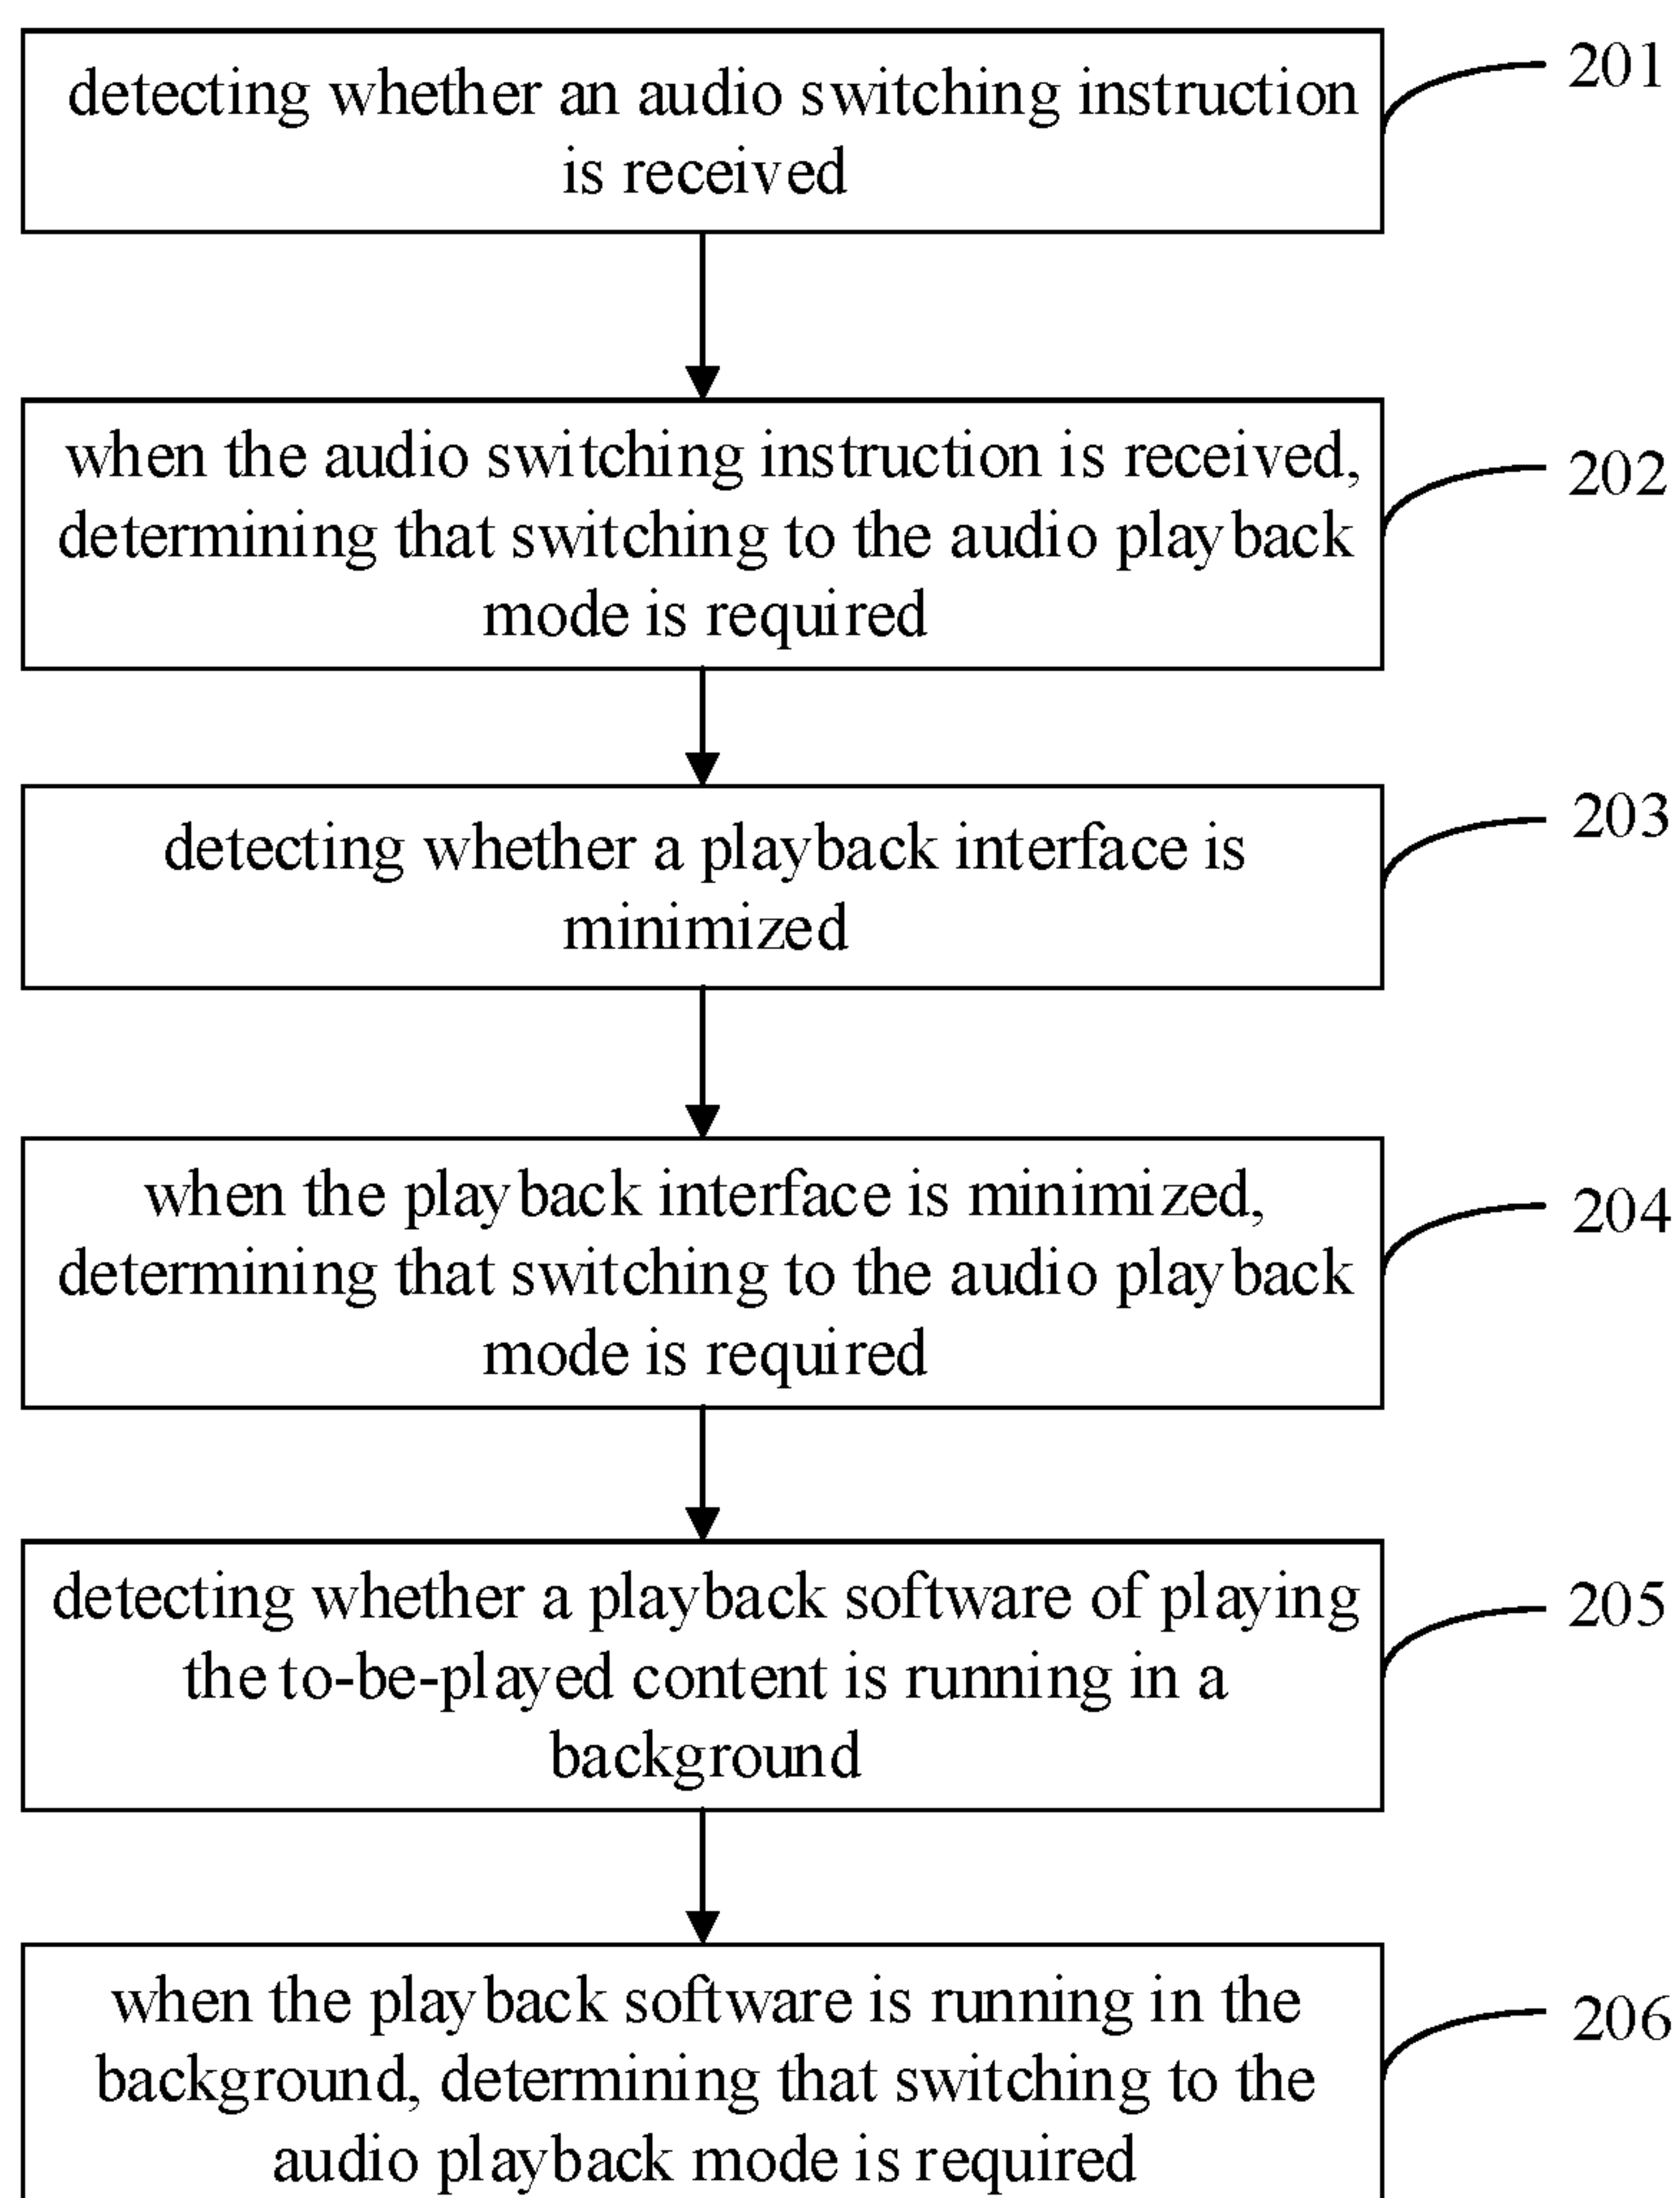 detecting whether an audio switching instruction
is received
201
when the audio switching instruction is received,
determining that switching to the audio playback
mode is required
202
detecting whether a playback interface is
minimized
203
when the playback interface is minimized,
determining that switching to the audio playback
mode is required
204
detecting whether a playback software of playing
the to-be-played content is running in a
background
205
when the playback software is running in the
background, determining that switching to the
audio playback mode is required
206